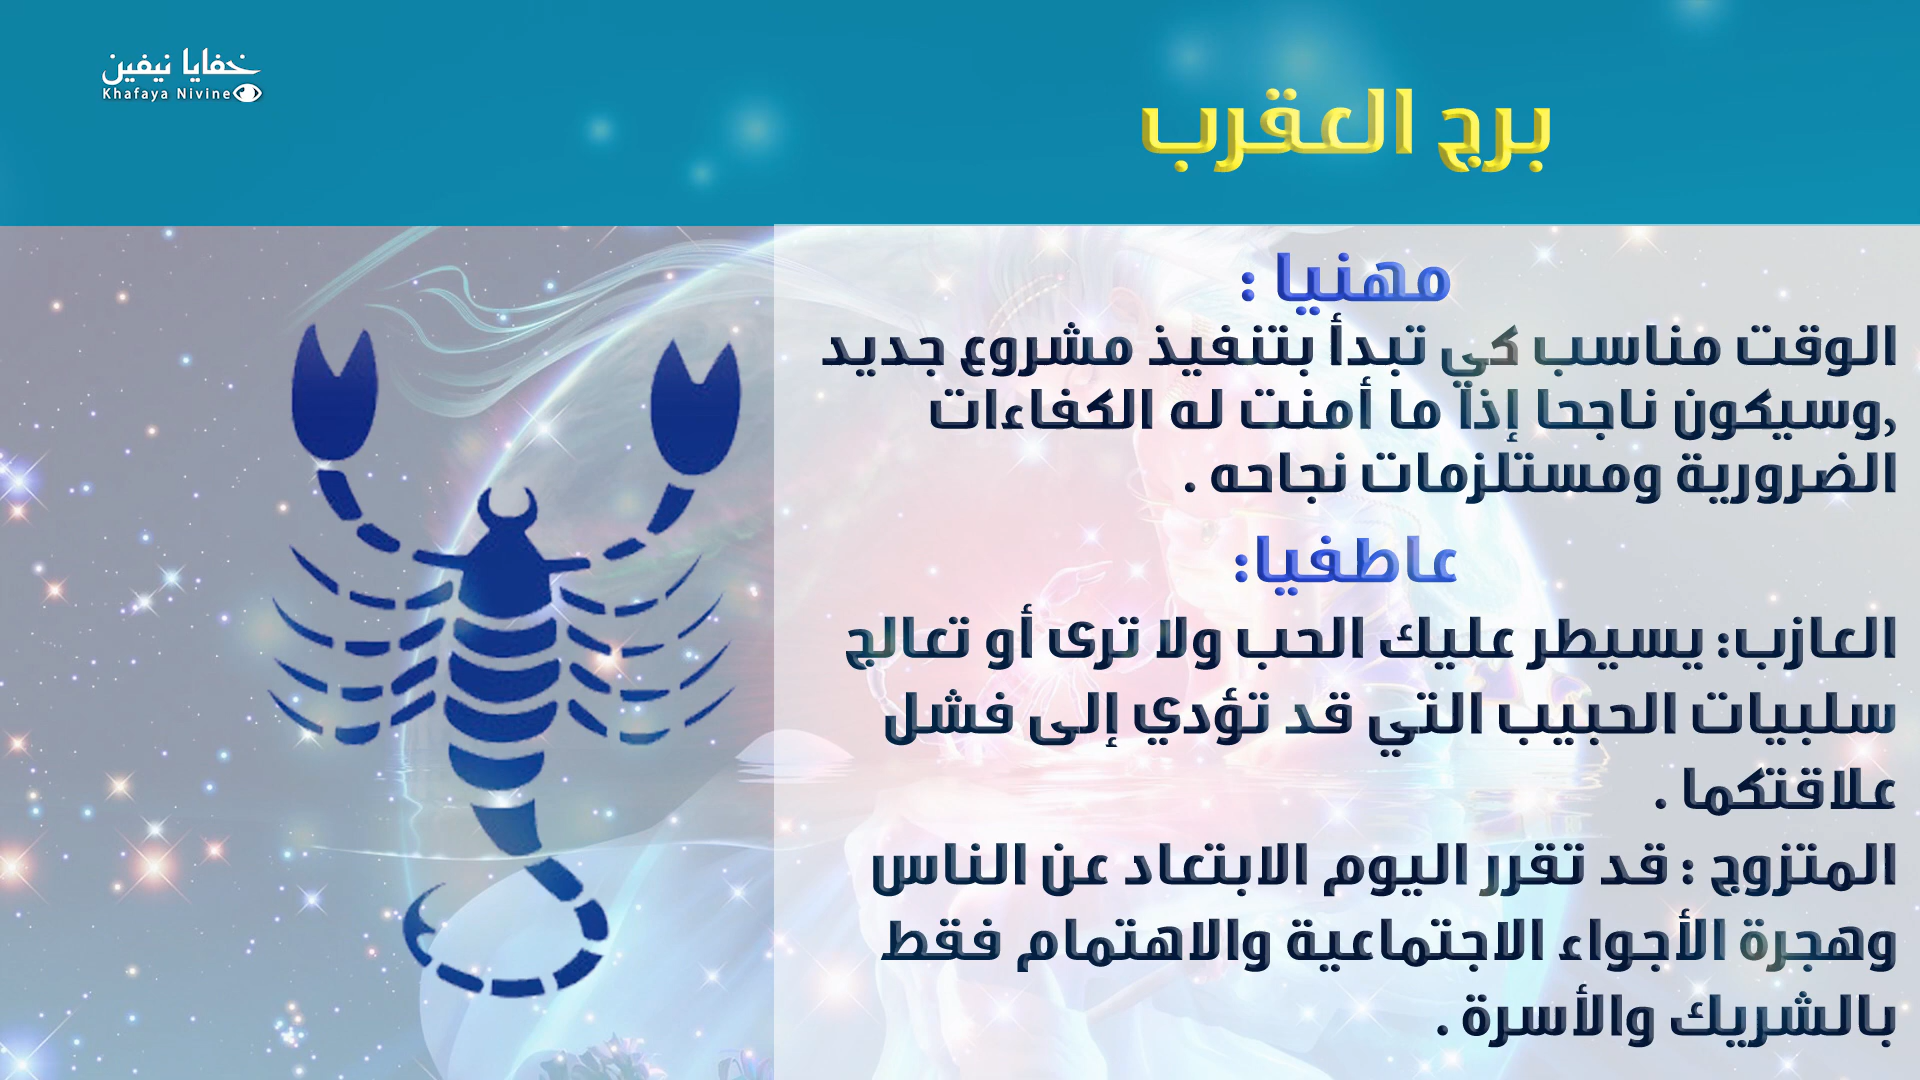 خفايا نيفين
Khafaya Nivine
برج العقرب
مهنيا :
الوقت مناسب كي تبدأ بتنفيذ مشروع جديد
,وسيكون ناجحا إذا ما أمنت له الكفاءات
الضرورية ومستلزمات نجاحه .
عاطفيا:
العازب: يسيطر عليك الحب ولا ترى أو تعالج
سلبيات الحبيب التي قد تؤدي إلى فشل
علاقتكما .
المتزوج : قد تقرر اليوم الابتعاد عن الناس
وهجرة الأجواء الاجتماعية والاهتمام فقط
بالشريك والأسرة .